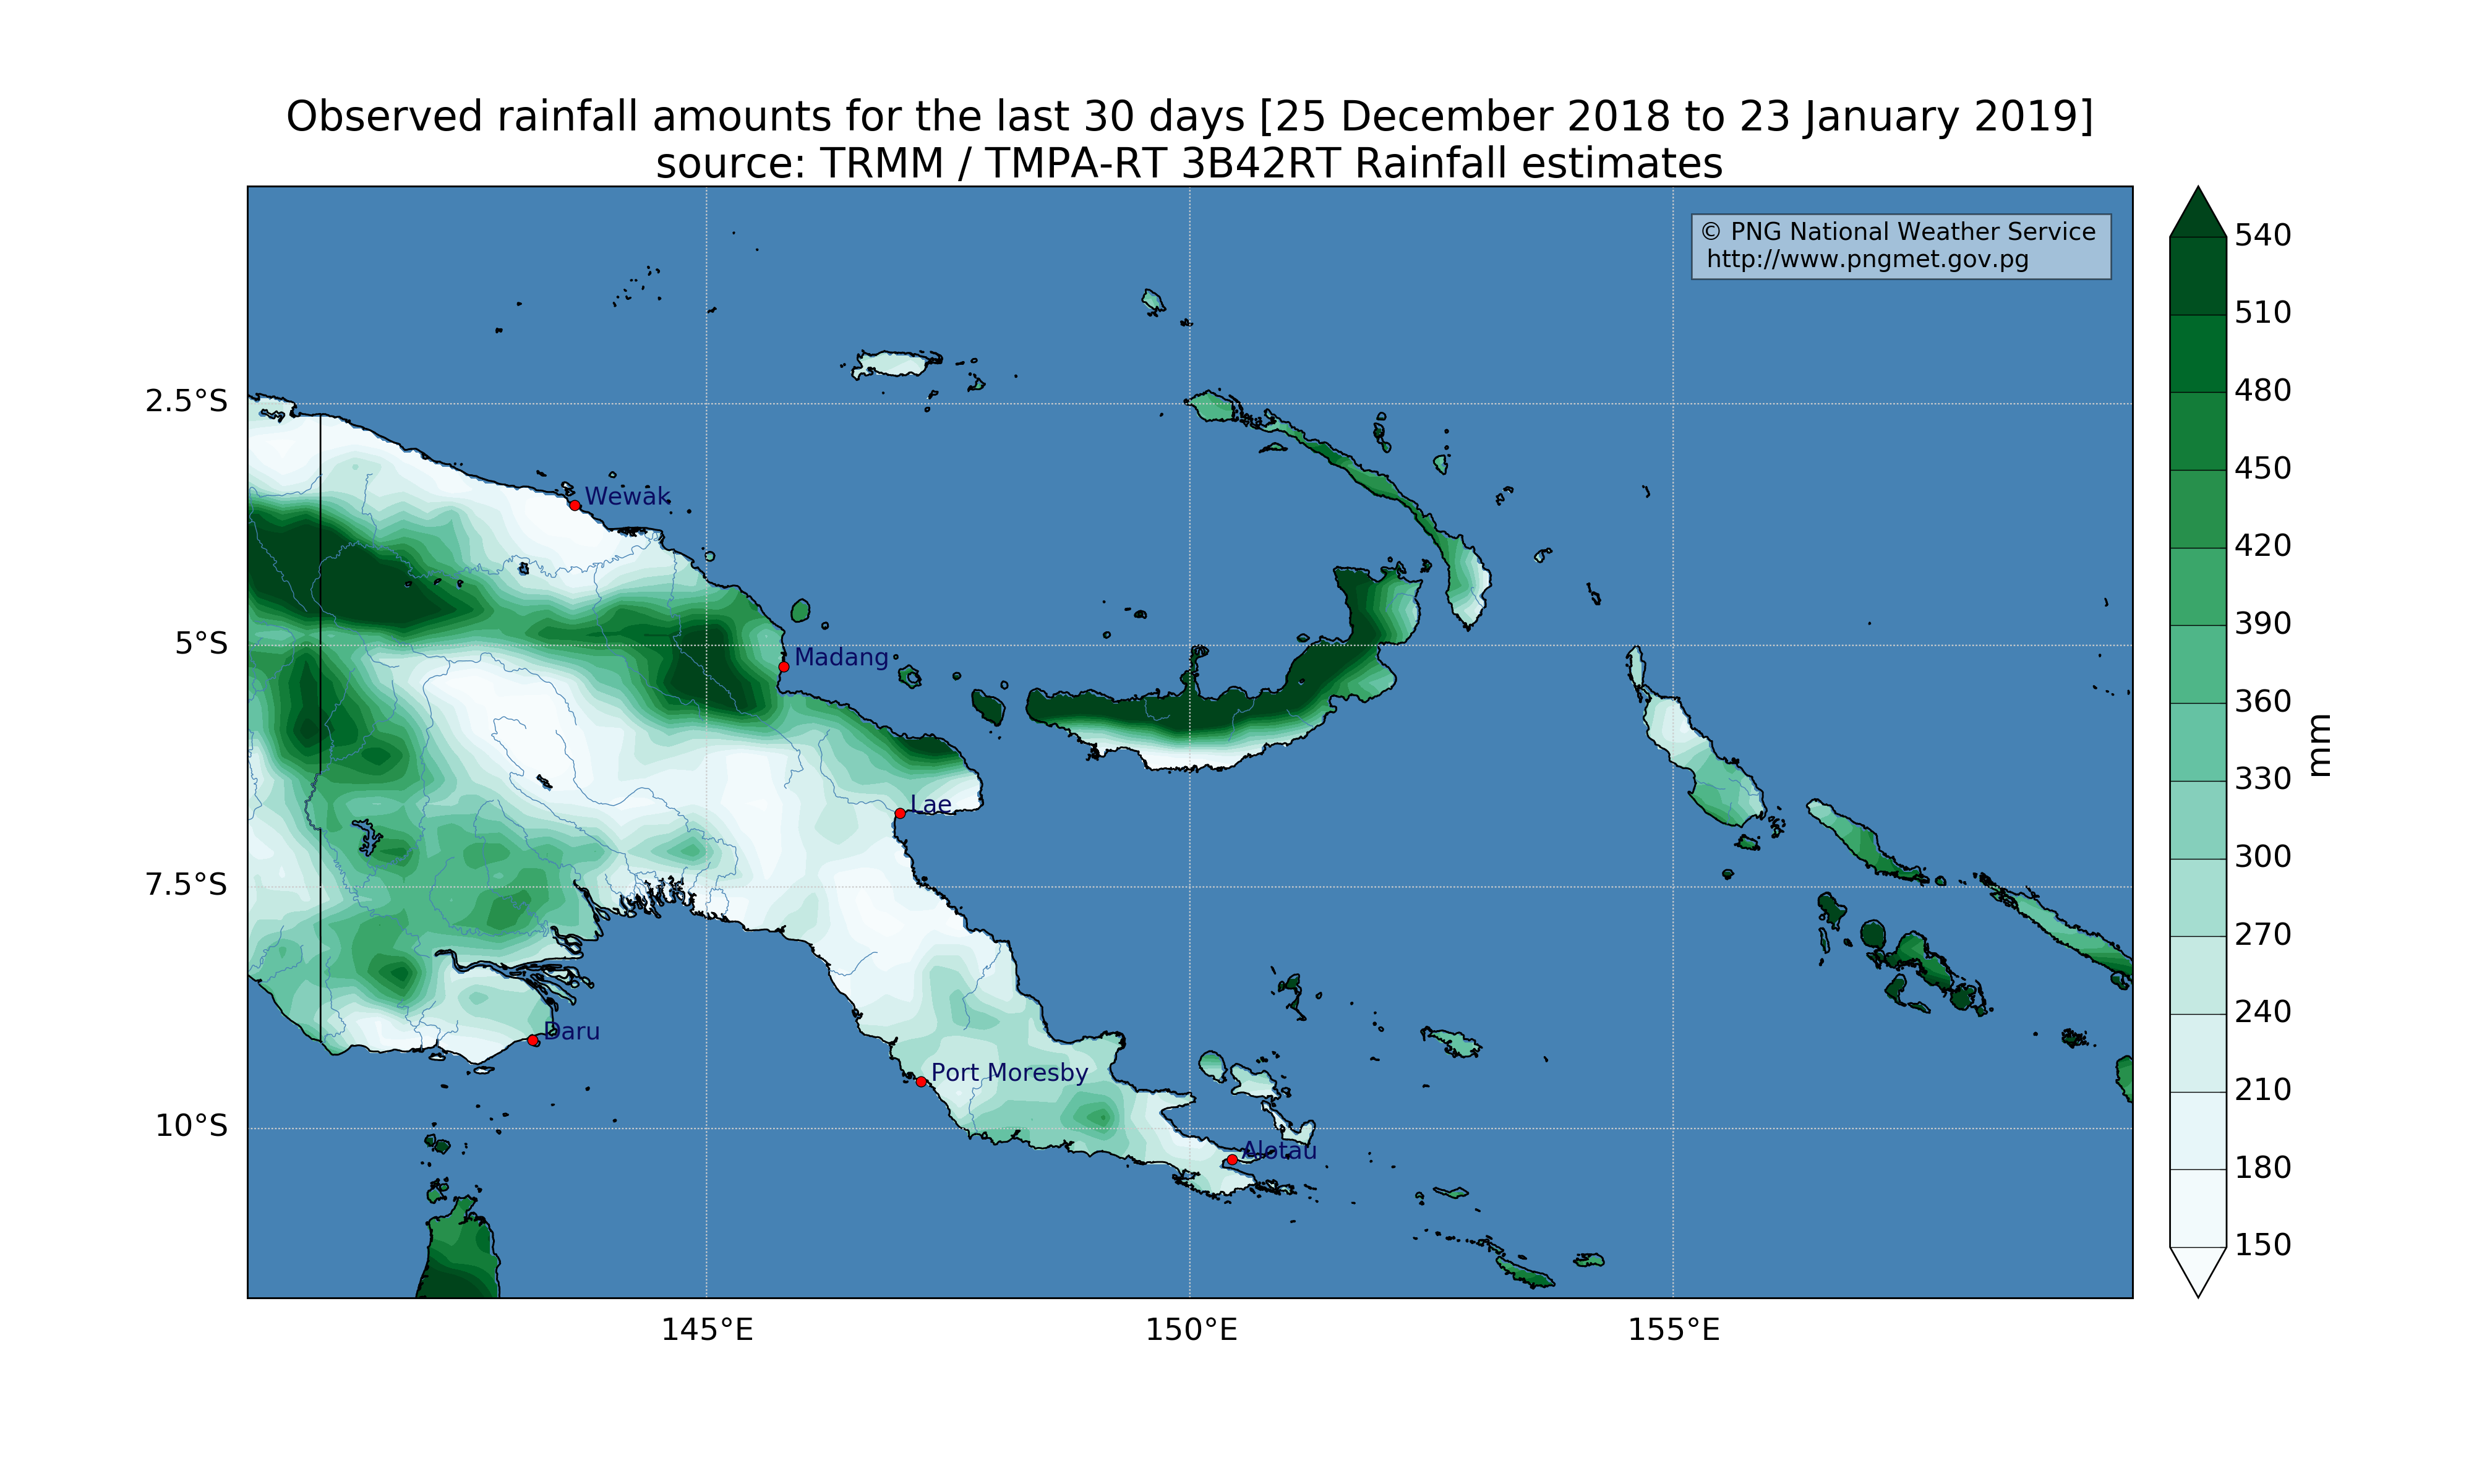 Observed rainfall amounts for the last 30 days [25 December 2018 to 23 January 2019]
source: TRMM / TMPA-RT 3B42RT Rainfall estimates
© PNG National Weather Service
http://www.pngmet.gov.pg
540
510
480
450
420
390
360
330
300
270
240
210
180
150
mm
2.5°S
5°S
7.5°S
10°S
Wewak
Madang
Lae
Daru
Port Moresby
Alotau
145°E
150°E
155°E